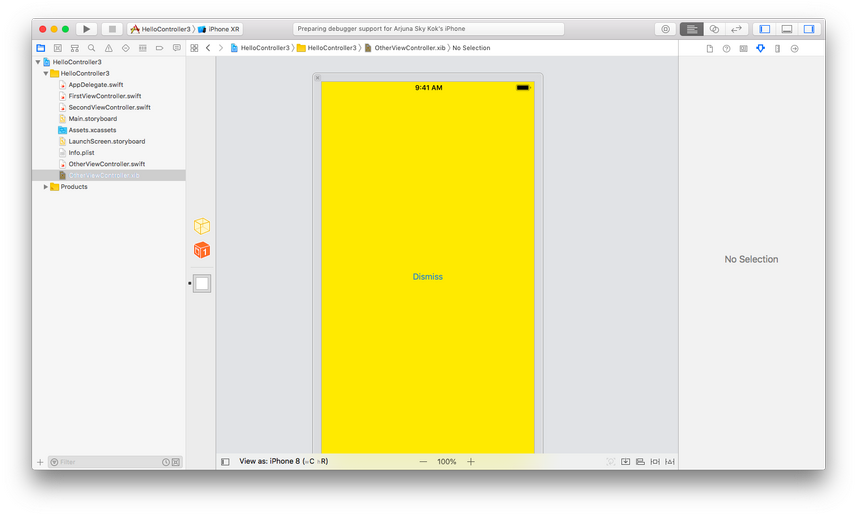 HelloController3 〉 iPhone XR
Preparing debugger support for Arjuna Sky Kok's iPhone
HelloController3 〉 HelloController3 〉 OtherViewController.xib 〉 No Selection
HelloController3
HelloController3
AppDelegate.swift
FirstViewController.swift
SecondViewController.swift
Main.storyboard
Assets.xcassets
LaunchScreen.storyboard
Info.plist
OtherViewController.swift
OtherViewController.xib
Products
9:41 AM
1
Dismiss
No Selection
Filter
View as: iPhone 8 (wC hR)
— 100% +